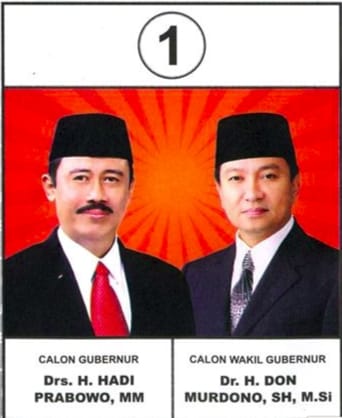 1
CALON GUBERNUR
Drs. H. HADI
PRABOWO, MM
CALON WAKIL GUBERNUR
Dr. H. DON
MURDONO, SH, M.Si